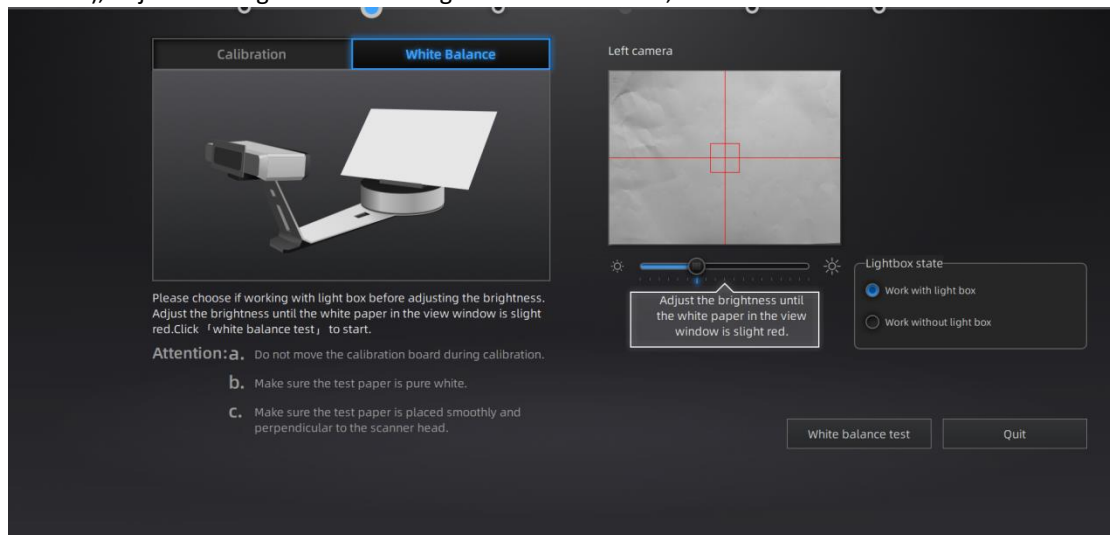 Calibration
White Balance
Left camera
Please choose if working with light box before adjusting the brightness.
Adjust the brightness until the white paper in the view window is slight
red.Click「white balance test」to start.
Attention:a. Do not move the calibration board during calibration.
b. Make sure the test paper is pure white.
c. Make sure the test paper is placed smoothly and
perpendicular to the scanner head.
Adjust the brightness until
the white paper in the view
window is slight red.
Lightbox state
Work with light box
Work without light box
White balance test
Quit